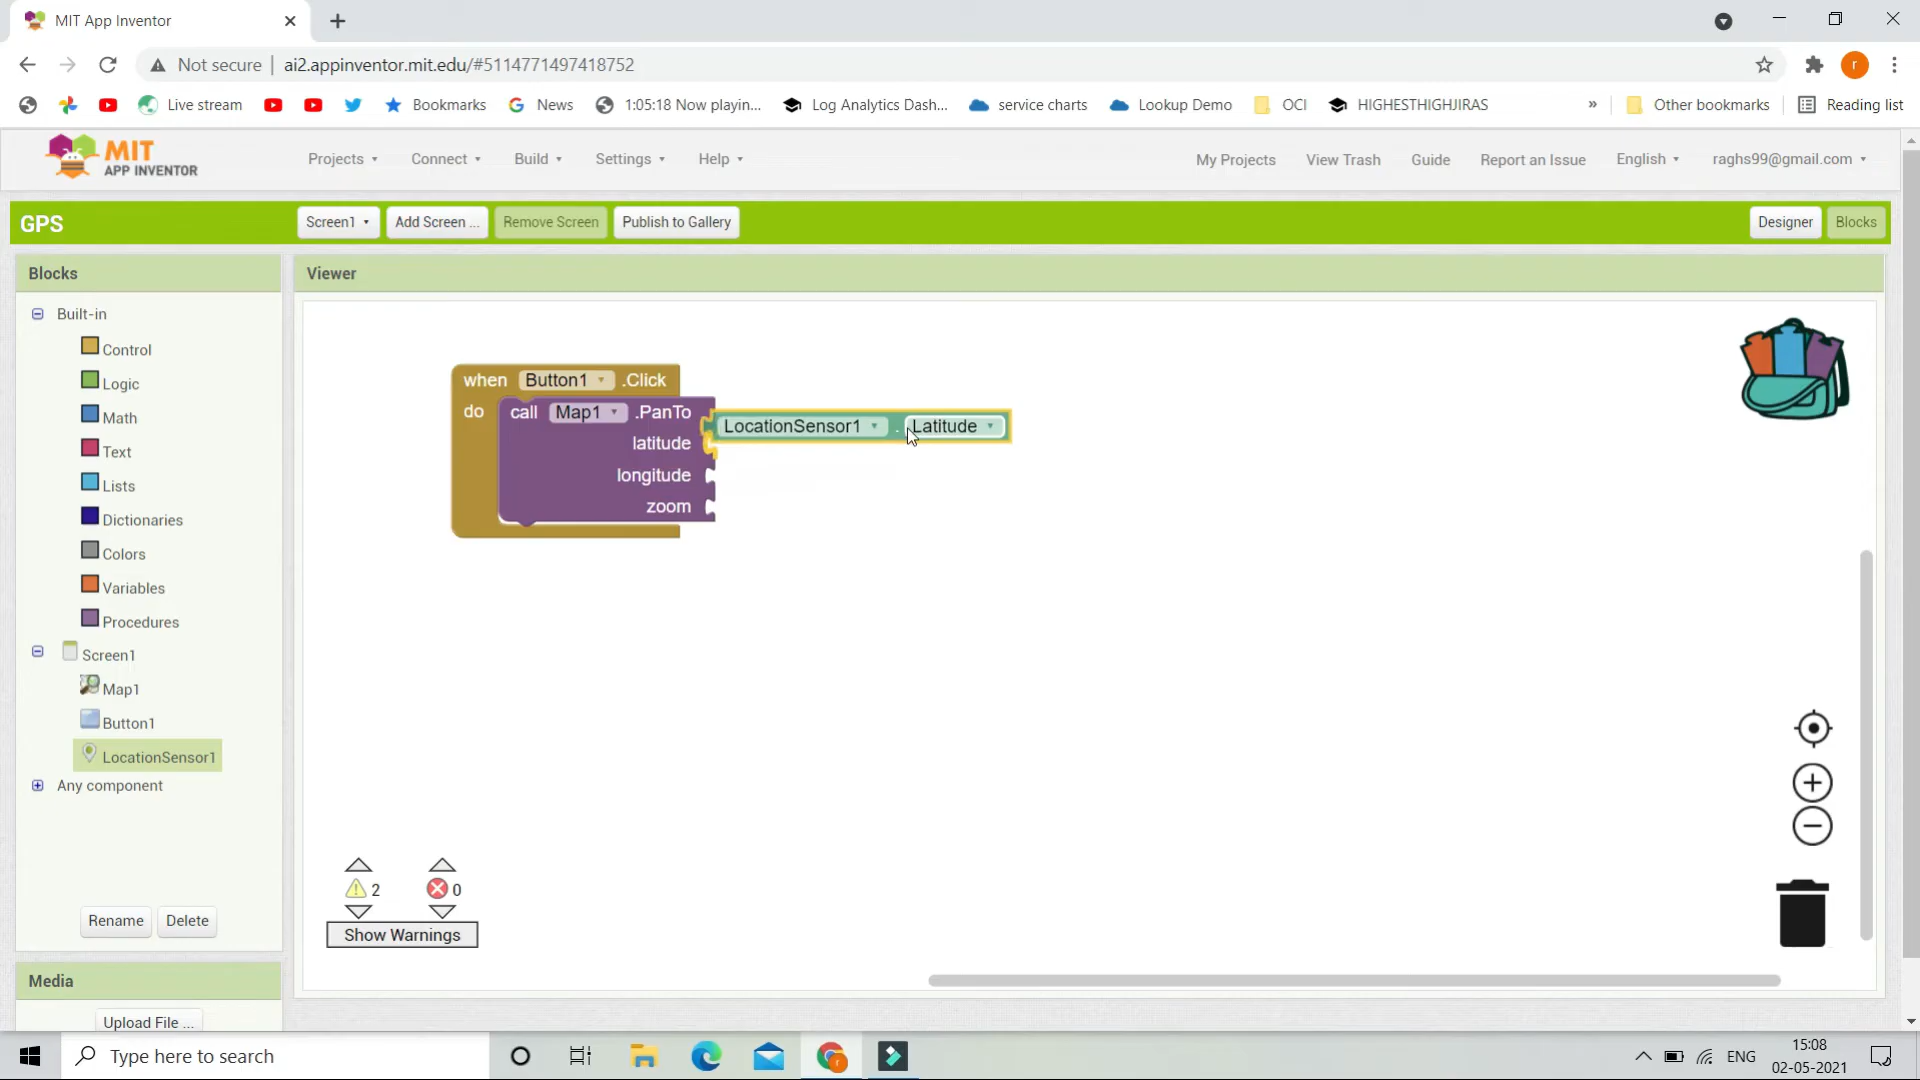 MIT App Inventor
Not secure
ai2.appinventor.mit.edu/#5114771497418752
Live stream
Bookmarks
News
1:05:18 Now playin...
Log Analytics Dash...
service charts
Lookup Demo
OCI
HIGHESTHIGHJIRAS
»
Other bookmarks
Reading list
MIT
APP INVENTOR
Projects
Connect
Build
Settings
Help
My Projects
View Trash
Guide
Report an Issue
English
raghs99@gmail.com
GPS
Screen1
Add Screen ...
Remove Screen
Publish to Gallery
Designer
Blocks
Blocks
Viewer
Built-in
Control
Logic
Math
Text
Lists
Dictionaries
Colors
Variables
Procedures
Screen1
Map1
Button1
LocationSensor1
Any component
Rename
Delete
Media
Upload File ...
when Button1 .Click
do call Map1 .PanTo
latitude
longitude
zoom
LocationSensor1 . Latitude
2
0
Show Warnings
Type here to search
ENG
15:08
02-05-2021
r
r